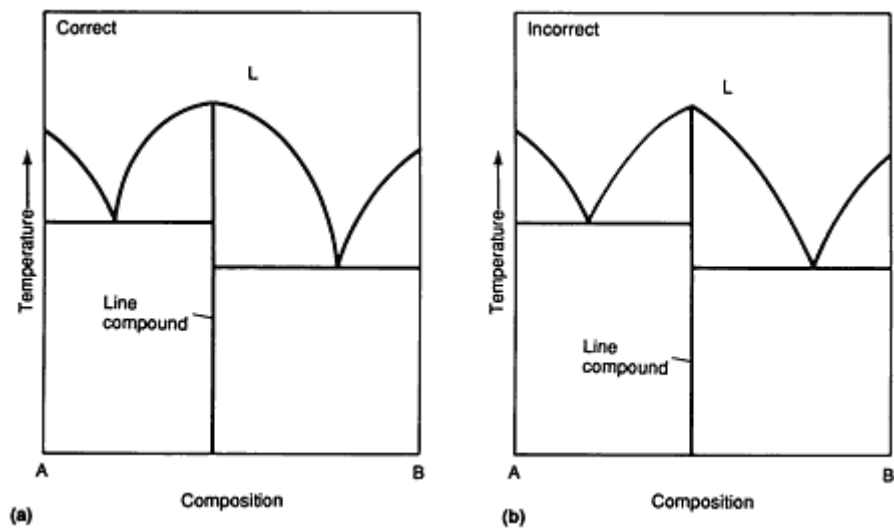 Correct
L
Temperature
Line
compound
A
B
Composition
(a)
Incorrect
L
Temperature
Line
compound
A
B
Composition
(b)